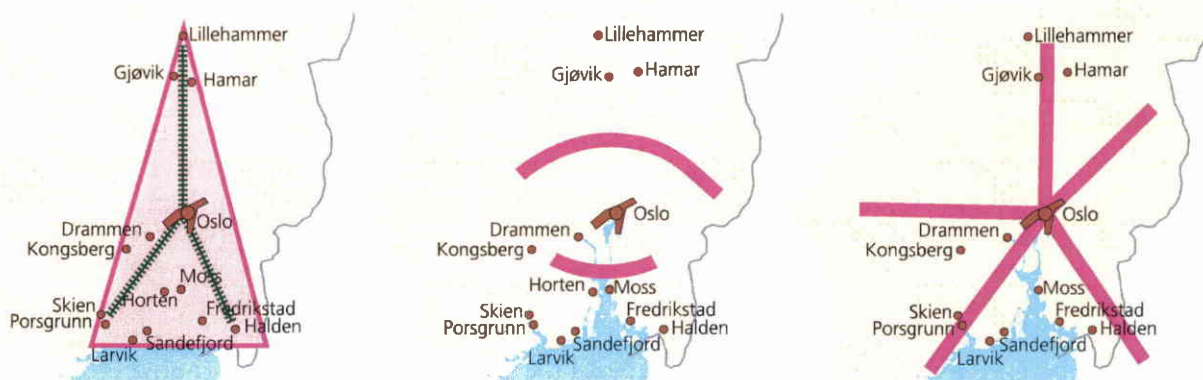 Lillehammer
Gjøvik
Hamar
Oslo
Drammen
Kongsberg
Moss
Horten
Skien
Fredrikstad
Porsgrunn
Halden
Sandefjord
Larvik
Lillehammer
Gjøvik
Hamar
Oslo
Drammen
Kongsberg
Horten
Moss
Skien
Fredrikstad
Porsgrunn
Halden
Sandefjord
Larvik
Lillehammer
Gjøvik
Hamar
Oslo
Drammen
Kongsberg
Moss
Skien
Fredrikstad
Porsgrunn
Halden
Sandefjord
Larvik